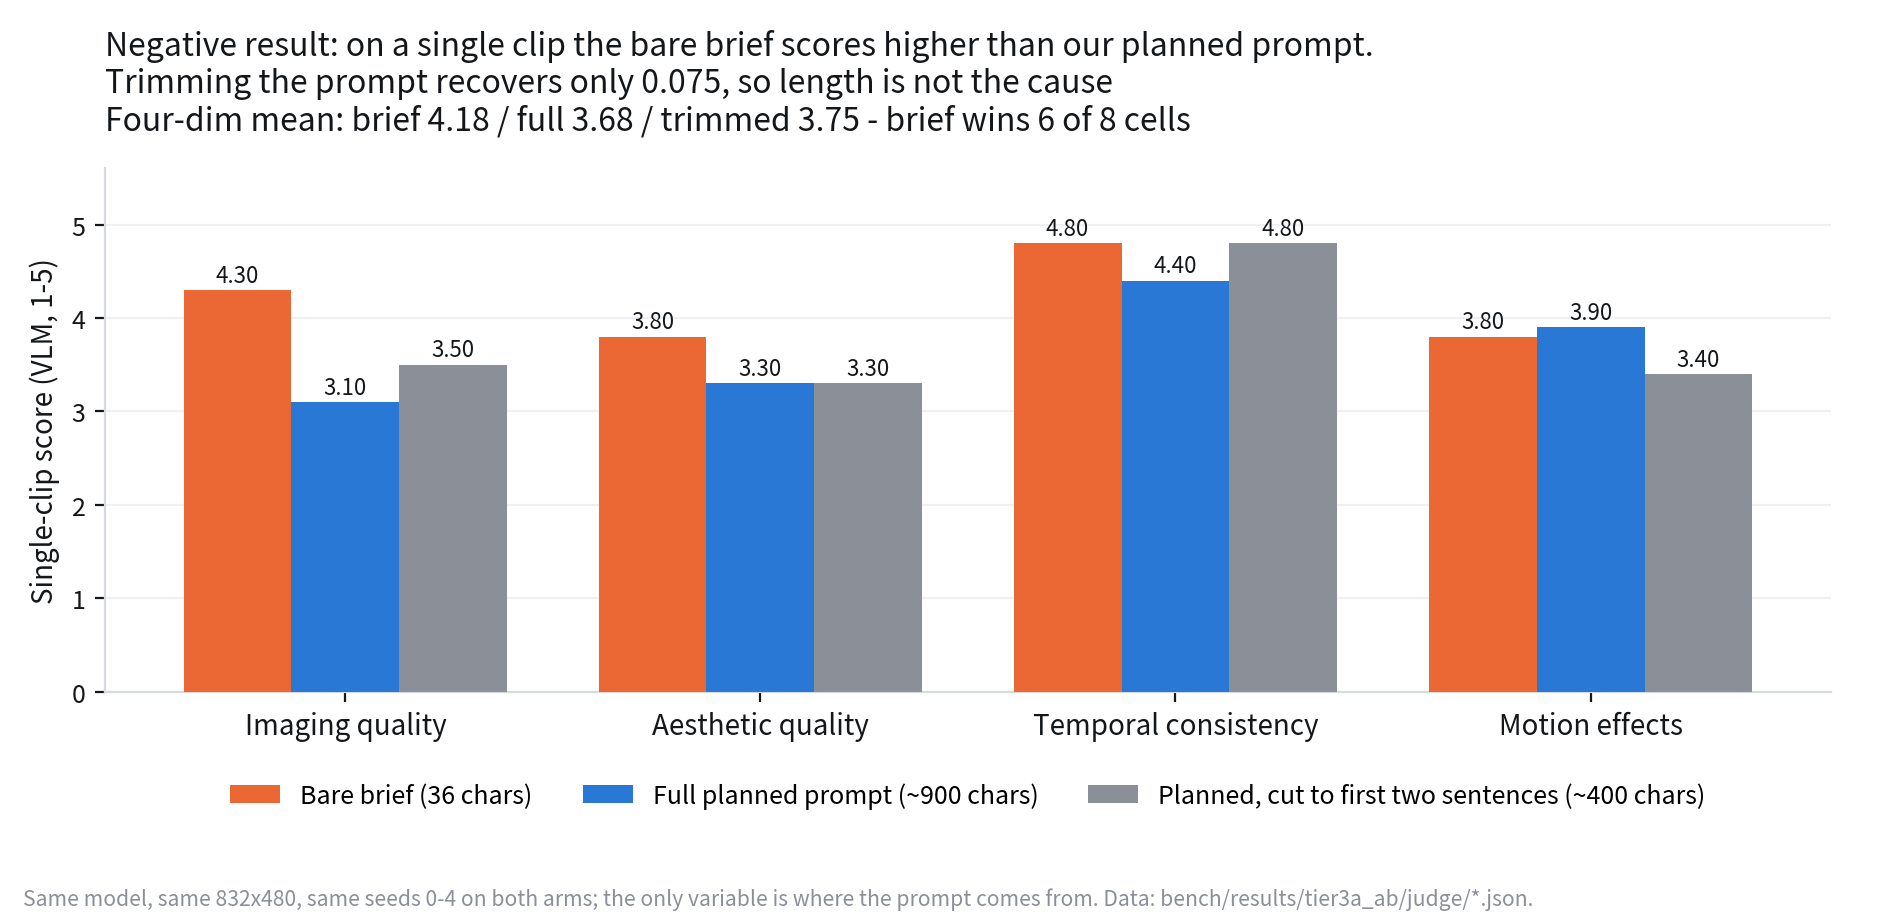 Negative result: on a single clip the bare brief scores higher than our planned prompt.
Trimming the prompt recovers only 0.075, so length is not the cause
Four-dim mean: brief 4.18 / full 3.68 / trimmed 3.75 - brief wins 6 of 8 cells
Single-clip score (VLM, 1-5)
5
4
3
2
1
0
4.30
3.10
3.50
3.80
3.30
3.30
4.80
4.40
4.80
3.80
3.90
3.40
Imaging quality
Aesthetic quality
Temporal consistency
Motion effects
Bare brief (36 chars)
Full planned prompt (~900 chars)
Planned, cut to first two sentences (~400 chars)
Same model, same 832x480, same seeds 0-4 on both arms; the only variable is where the prompt comes from. Data: bench/results/tier3a_ab/judge/*.json.